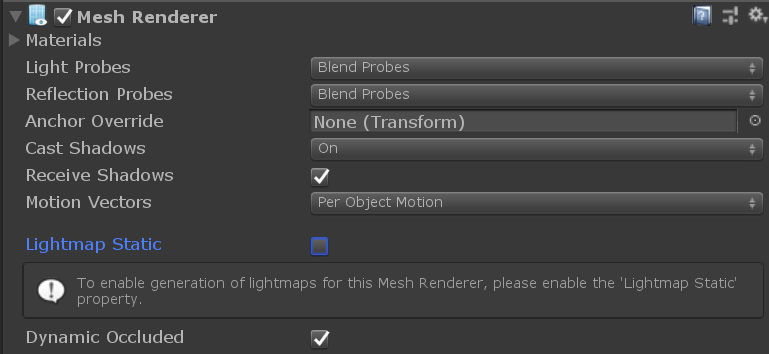 Mesh Renderer
Materials
Light Probes Blend Probes
Reflection Probes Blend Probes
Anchor Override None (Transform)
Cast Shadows On
Receive Shadows
Motion Vectors Per Object Motion
Lightmap Static
To enable generation of lightmaps for this Mesh Renderer, please enable the 'Lightmap Static'
property.
Dynamic Occluded